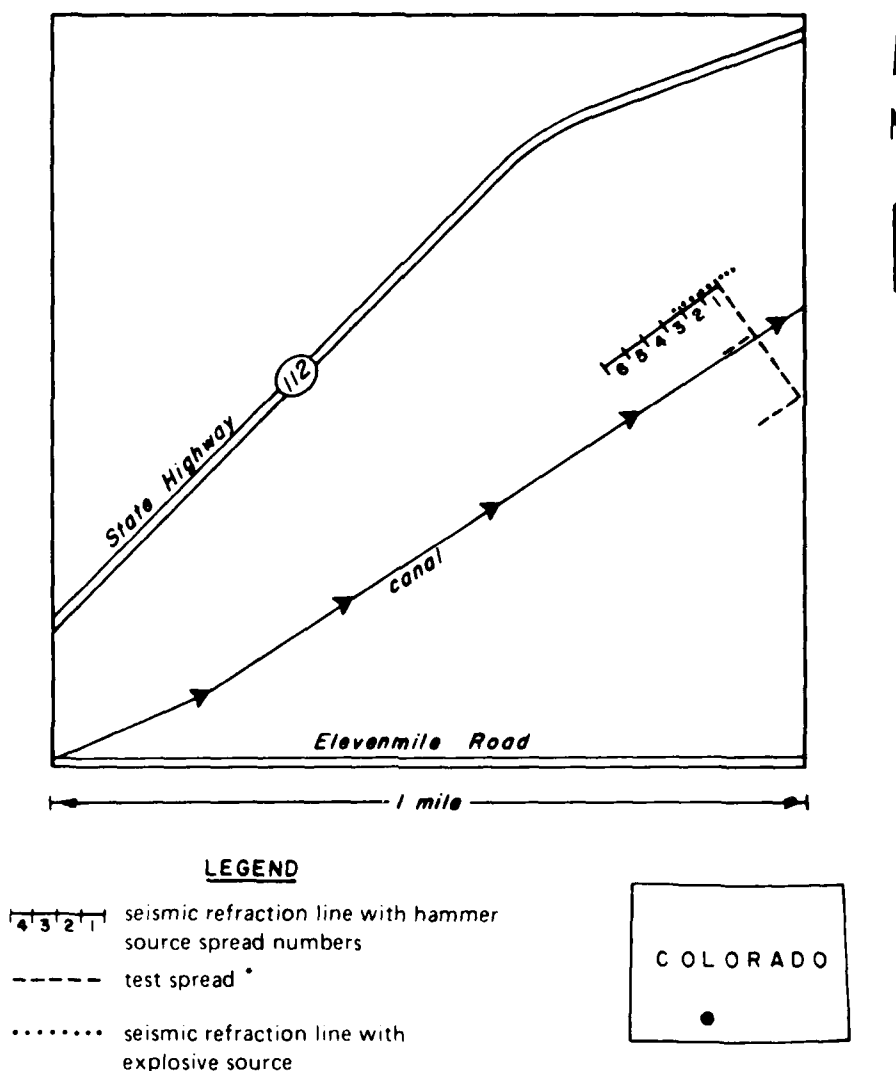 112
State Highway
6 5 4 3 2 1
canal
Elevenmile Road
1 mile
LEGEND
4 3 2 1 seismic refraction line with hammer
source spread numbers
test spread *
seismic refraction line with
explosive source
COLORADO